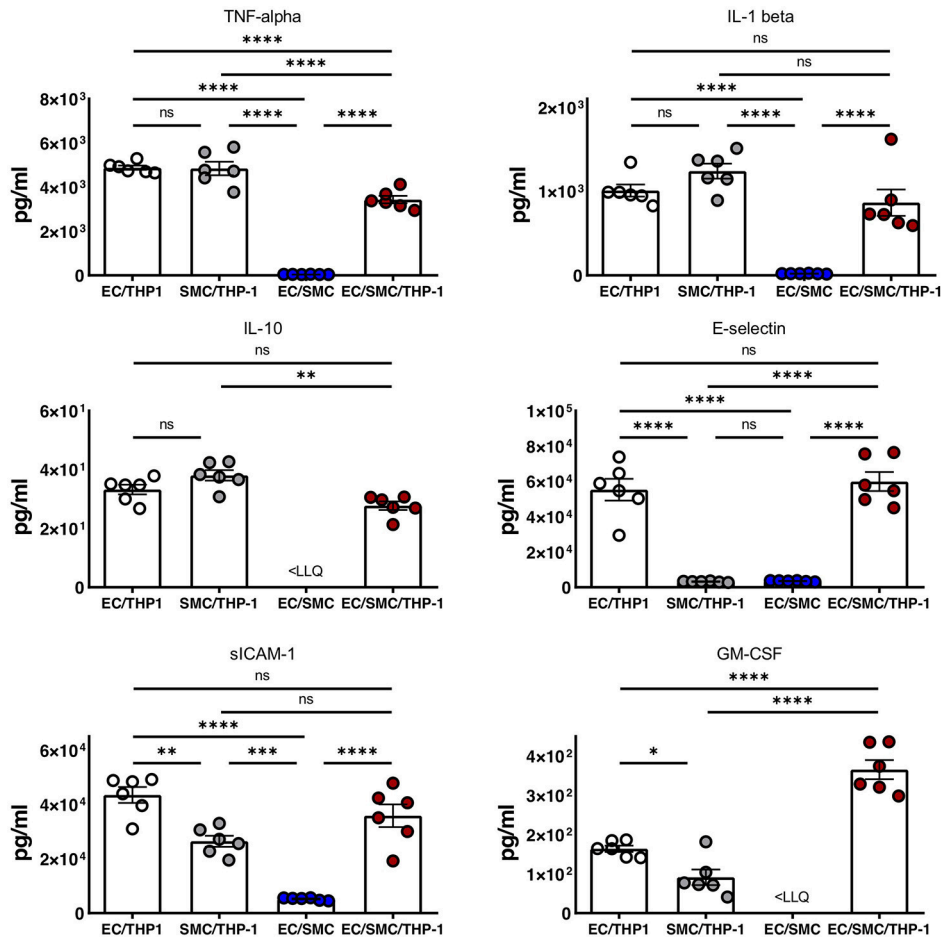 TNF-alpha
****
****
****
ns
****
****
8×10³
6×10³
4×10³
2×10³
0
pg/ml
EC/THP1
SMC/THP-1
EC/SMC
EC/SMC/THP-1
IL-1 beta
ns
ns
****
ns
****
****
2×10³
1×10³
0
pg/ml
EC/THP1
SMC/THP-1
EC/SMC
EC/SMC/THP-1
IL-10
ns
**
ns
6×10¹
4×10¹
2×10¹
0
pg/ml
<LLQ
EC/THP1
SMC/THP-1
EC/SMC
EC/SMC/THP-1
E-selectin
ns
****
****
****
ns
****
1×10⁵
8×10⁴
6×10⁴
4×10⁴
2×10⁴
0
pg/ml
EC/THP1
SMC/THP-1
EC/SMC
EC/SMC/THP-1
sICAM-1
ns
ns
****
**
***
****
6×10⁴
4×10⁴
2×10⁴
0
pg/ml
EC/THP1
SMC/THP-1
EC/SMC
EC/SMC/THP-1
GM-CSF
****
****
*
4×10²
3×10²
2×10²
1×10²
0
pg/ml
<LLQ
EC/THP1
SMC/THP-1
EC/SMC
EC/SMC/THP-1